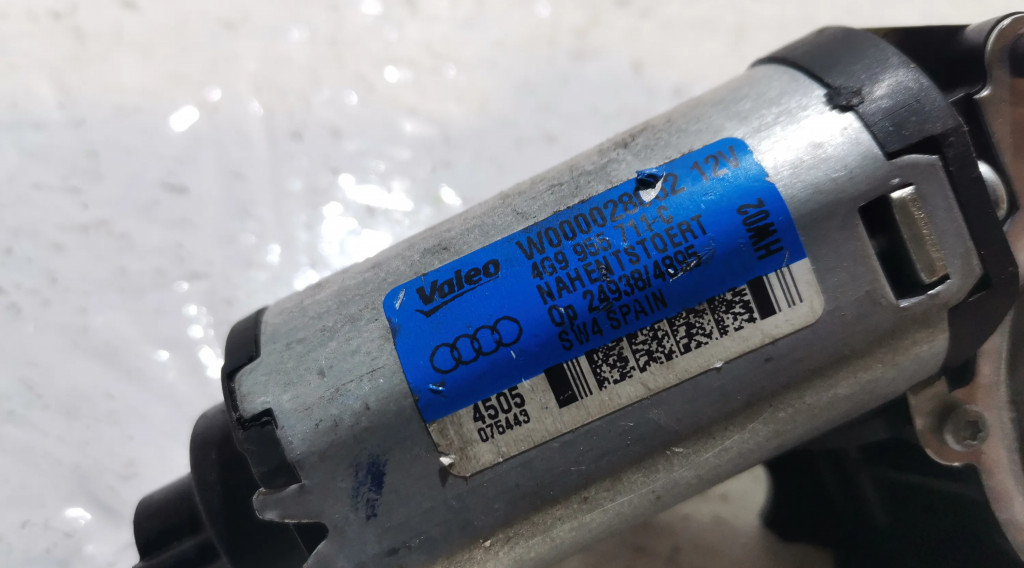 Valeo
12V
4G9 955 711-C
NAHENTSTOERT
Op 24938/4895
SW4 SPAIN
HW02
4505
075443